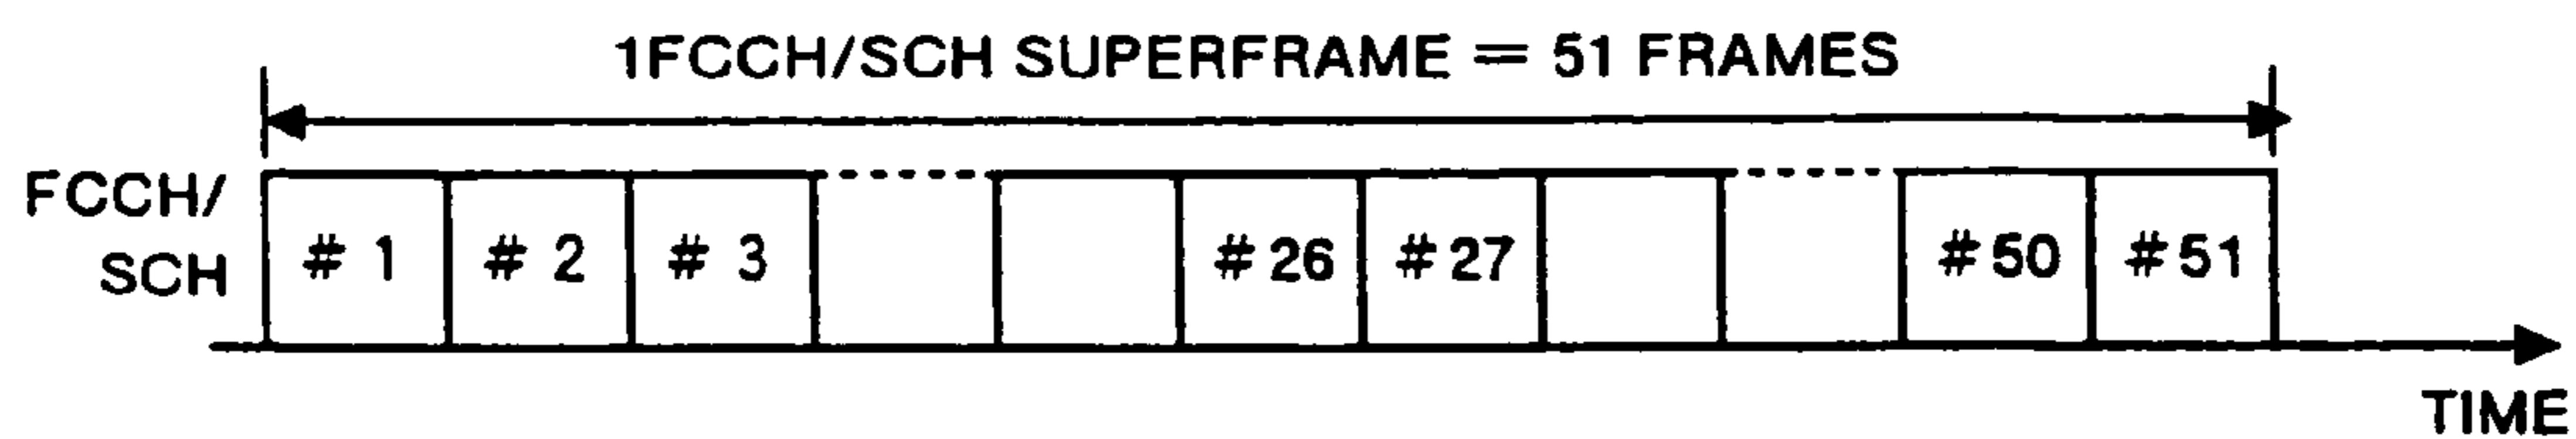 1FCCH/SCH SUPERFRAME = 51 FRAMES
FCCH/
SCH
# 1 # 2 # 3 # 26 # 27 # 50 # 51
TIME